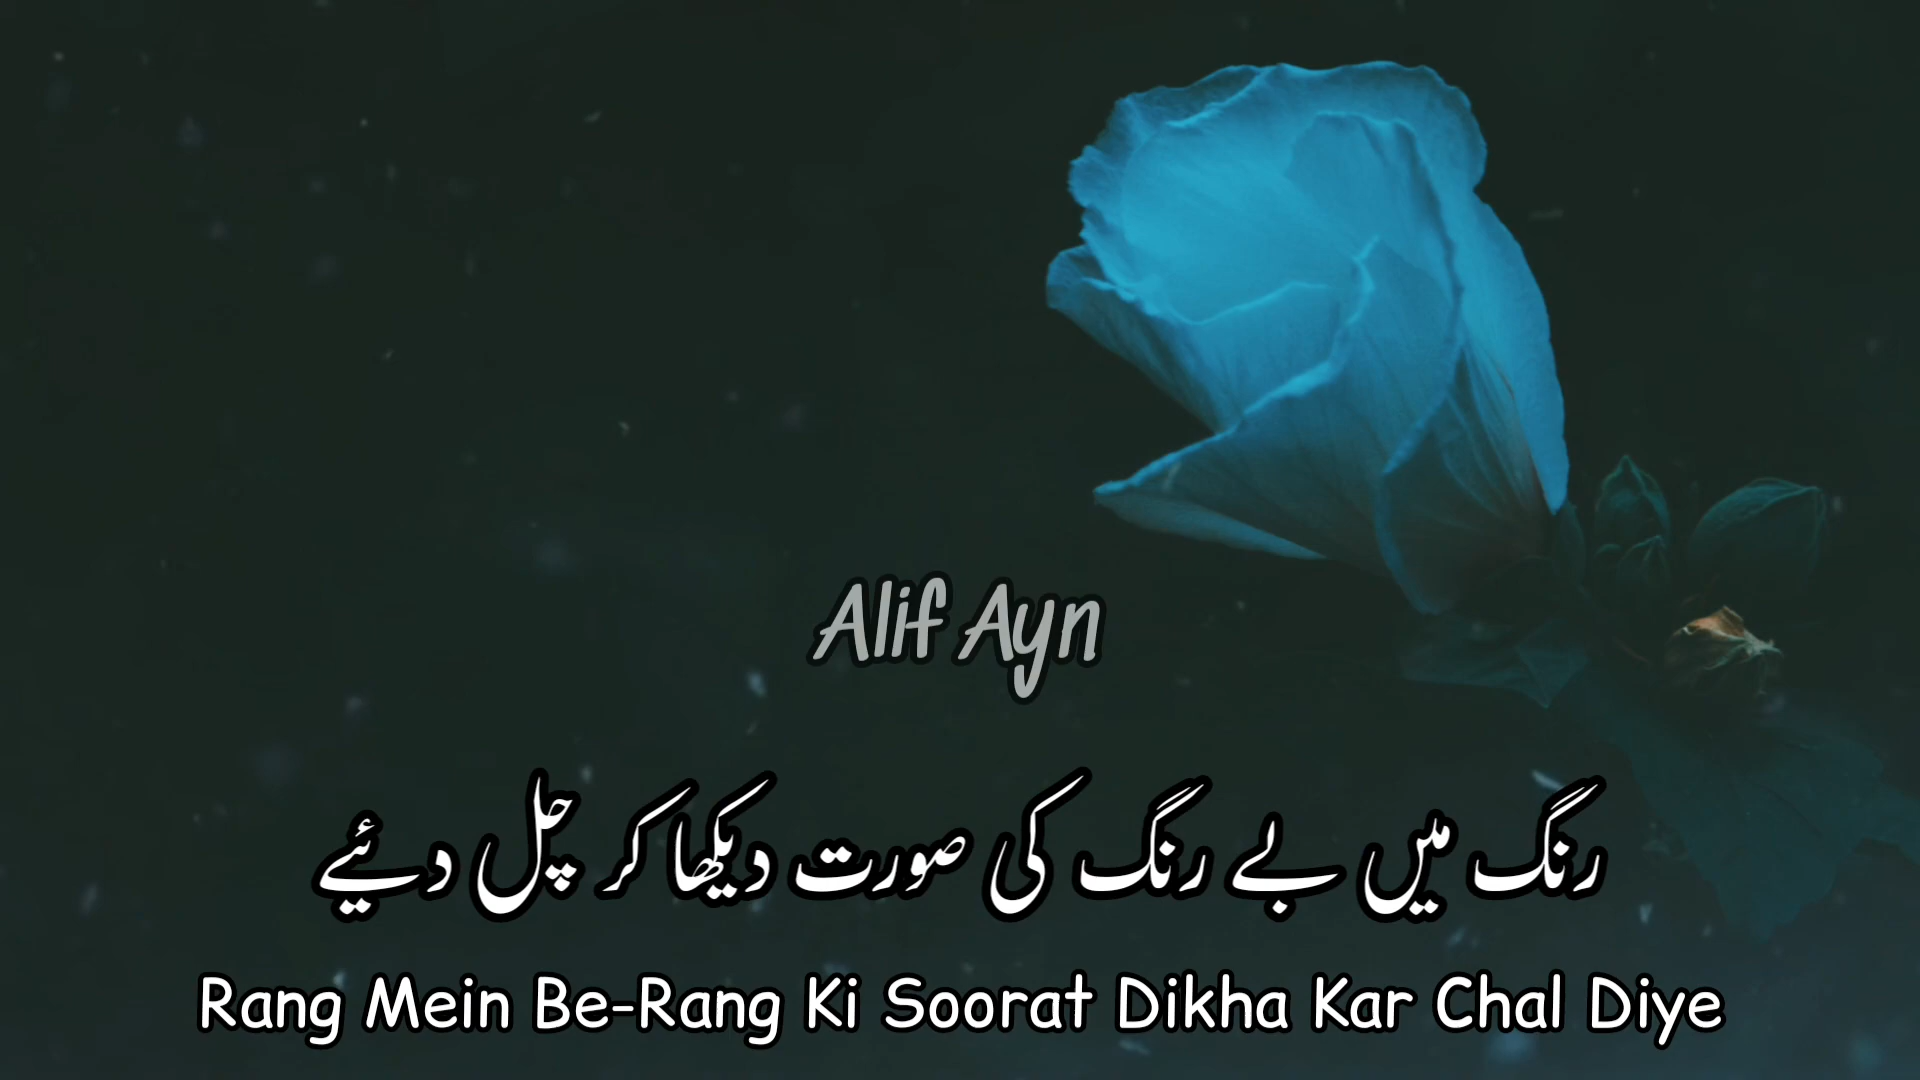 Alif Ayn
رنگ میں بے رنگ کی صورت دیکھا کر چل دئیے
Rang Mein Be-Rang Ki Soorat Dikha Kar Chal Diye